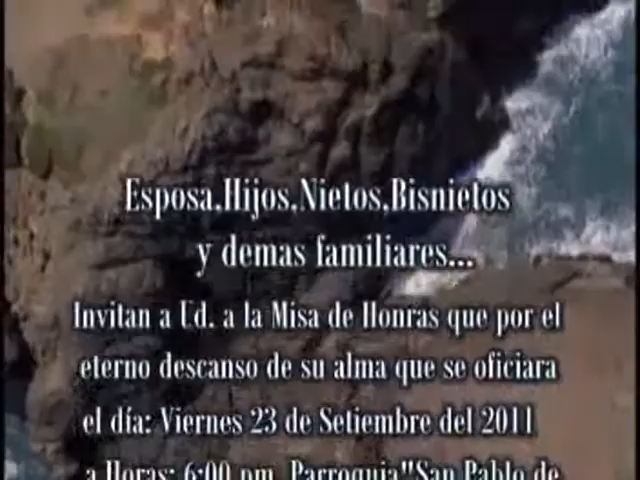 Esposa,Hijos,Nietos,Bisnietos
y demas familiares...
Invitan a Ud. a la Misa de Honras que por el
eterno descanso de su alma que se oficiara
el día: Viernes 23 de Setiembre del 2011
a Horas: 6:00 pm. Parroquia"San Pablo de